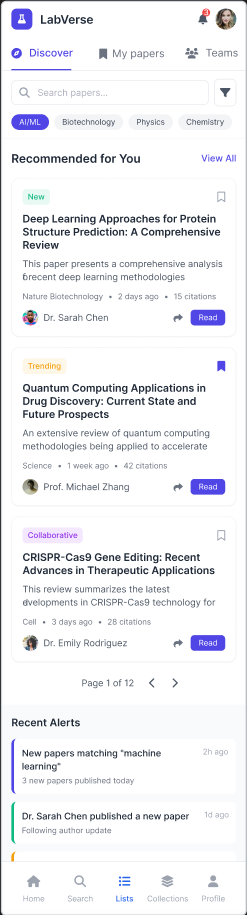 LabVerse
3
Discover
My papers
Teams
Search papers...
AI/ML
Biotechnology
Physics
Chemistry
Recommended for You
View All
New
Deep Learning Approaches for Protein
Structure Prediction: A Comprehensive
Review
This paper presents a comprehensive analysis
recent deep learning methodologies
Nature Biotechnology • 2 days ago • 15 citations
Dr. Sarah Chen
Read
Trending
Quantum Computing Applications in
Drug Discovery: Current State and
Future Prospects
An extensive review of quantum computing
methodologies being applied to accelerate
Science • 1 week ago • 42 citations
Prof. Michael Zhang
Read
Collaborative
CRISPR-Cas9 Gene Editing: Recent
Advances in Therapeutic Applications
This review summarizes the latest
developments in CRISPR-Cas9 technology for
Cell • 3 days ago • 28 citations
Dr. Emily Rodriguez
Read
Page 1 of 12
Recent Alerts
New papers matching "machine
learning"
2h ago
3 new papers published today
Dr. Sarah Chen published a new paper
1d ago
Following author update
Home
Search
Lists
Collections
Profile